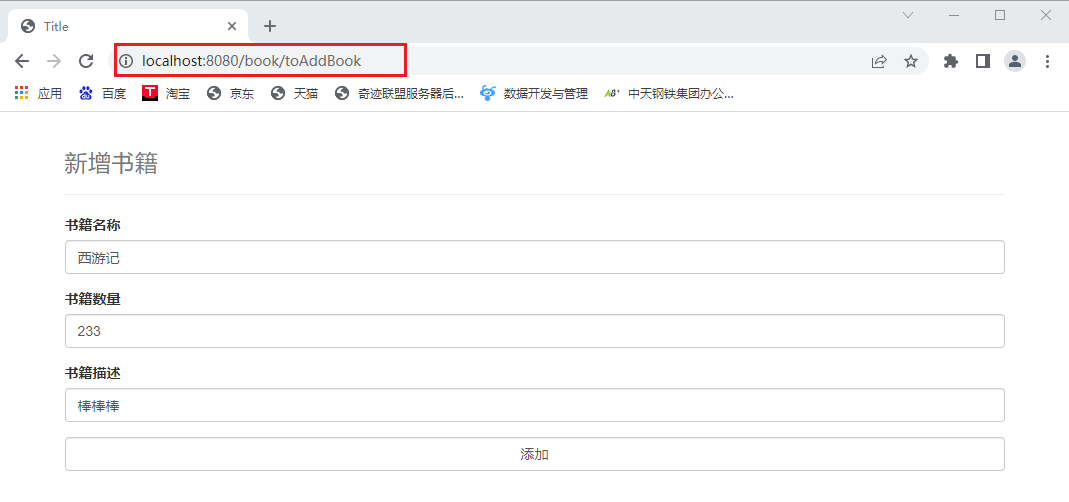 Title
localhost:8080/book/toAddBook
应用 百度 淘宝 京东 天猫 奇迹联盟服务器后... 数据开发与管理 中天钢铁集团办公...
新增书籍
书籍名称
西游记
书籍数量
233
书籍描述
棒棒棒
添加